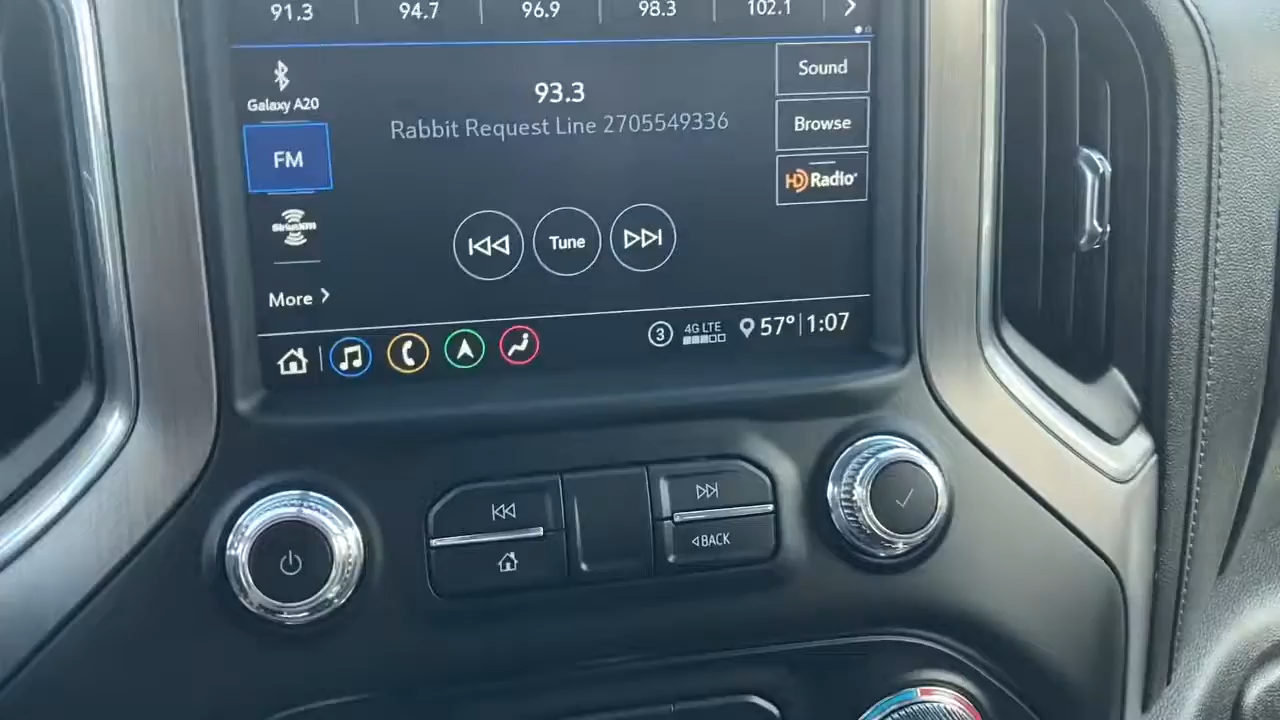 91.3 94.7 96.9 98.3 102.1
Galaxy A20
93.3
Sound
Rabbit Request Line 2705549336
Browse
FM
HD Radio
SiriusXM
Tune
More
3 4G LTE 57° 1:07
BACK